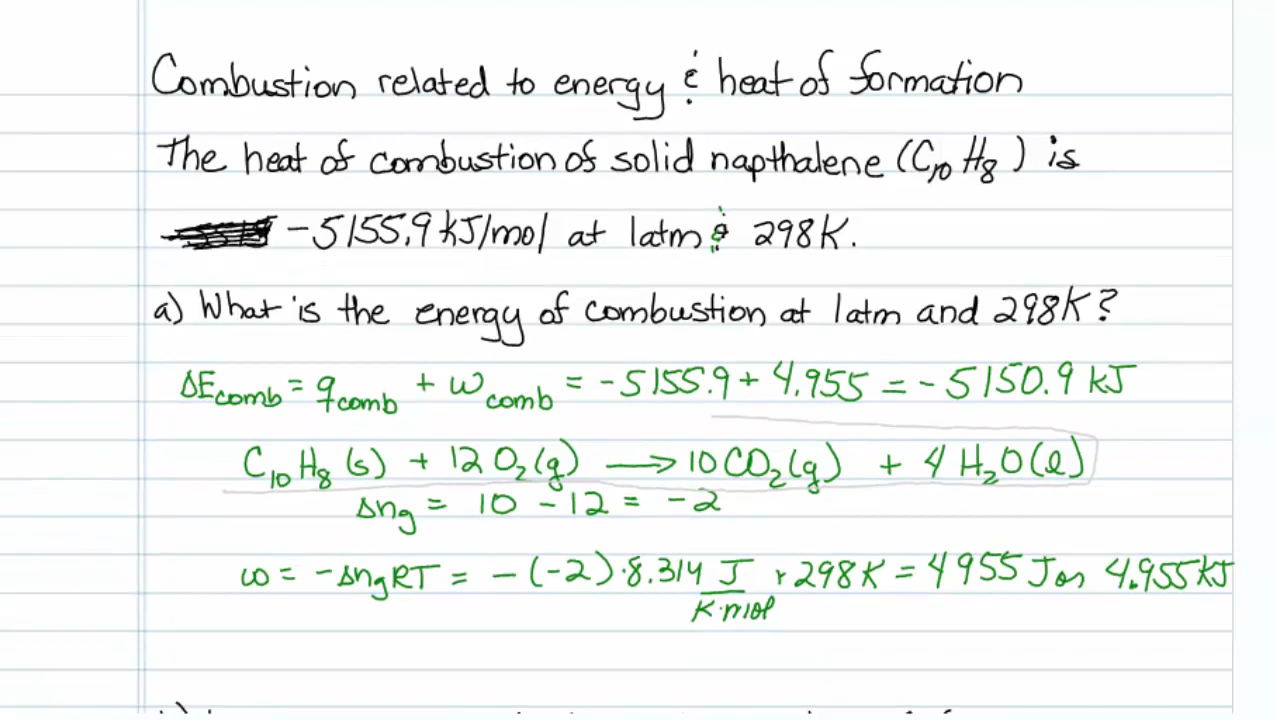 Combustion related to energy & heat of formation
The heat of combustion of solid napthalene (C₁₀H₈) is
-5155.9 kJ/mol at 1atm & 298K.
a) What is the energy of combustion at 1atm and 298K?
ΔEcomb = qcomb + wcomb = -5155.9 + 4.955 = -5150.9 kJ
C₁₀H₈(s) + 12O₂(g) → 10CO₂(g) + 4H₂O(l)
Δng = 10 - 12 = -2
w = -ΔngRT = -(-2)·8.314 J/K·mol · 298K = 4955 J or 4.955 kJ